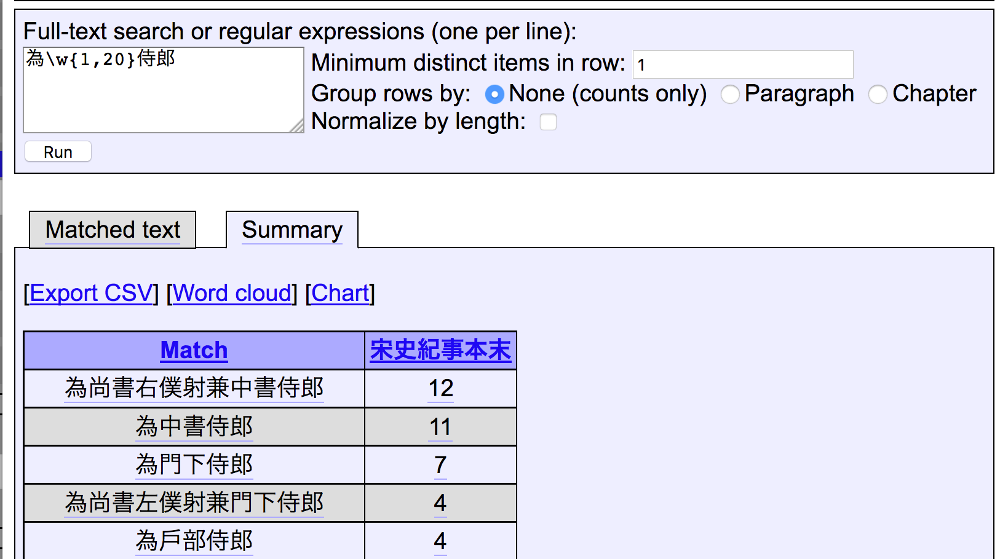 Full-text search or regular expressions (one per line):
為\w{1,20}侍郎
Minimum distinct items in row: 1
Group rows by: None (counts only) Paragraph Chapter
Normalize by length:
Run
Matched text Summary
[Export CSV] [Word cloud] [Chart]
Match 宋史紀事本末
為尚書右僕射兼中書侍郎 12
為中書侍郎 11
為門下侍郎 7
為尚書左僕射兼門下侍郎 4
為戶部侍郎 4